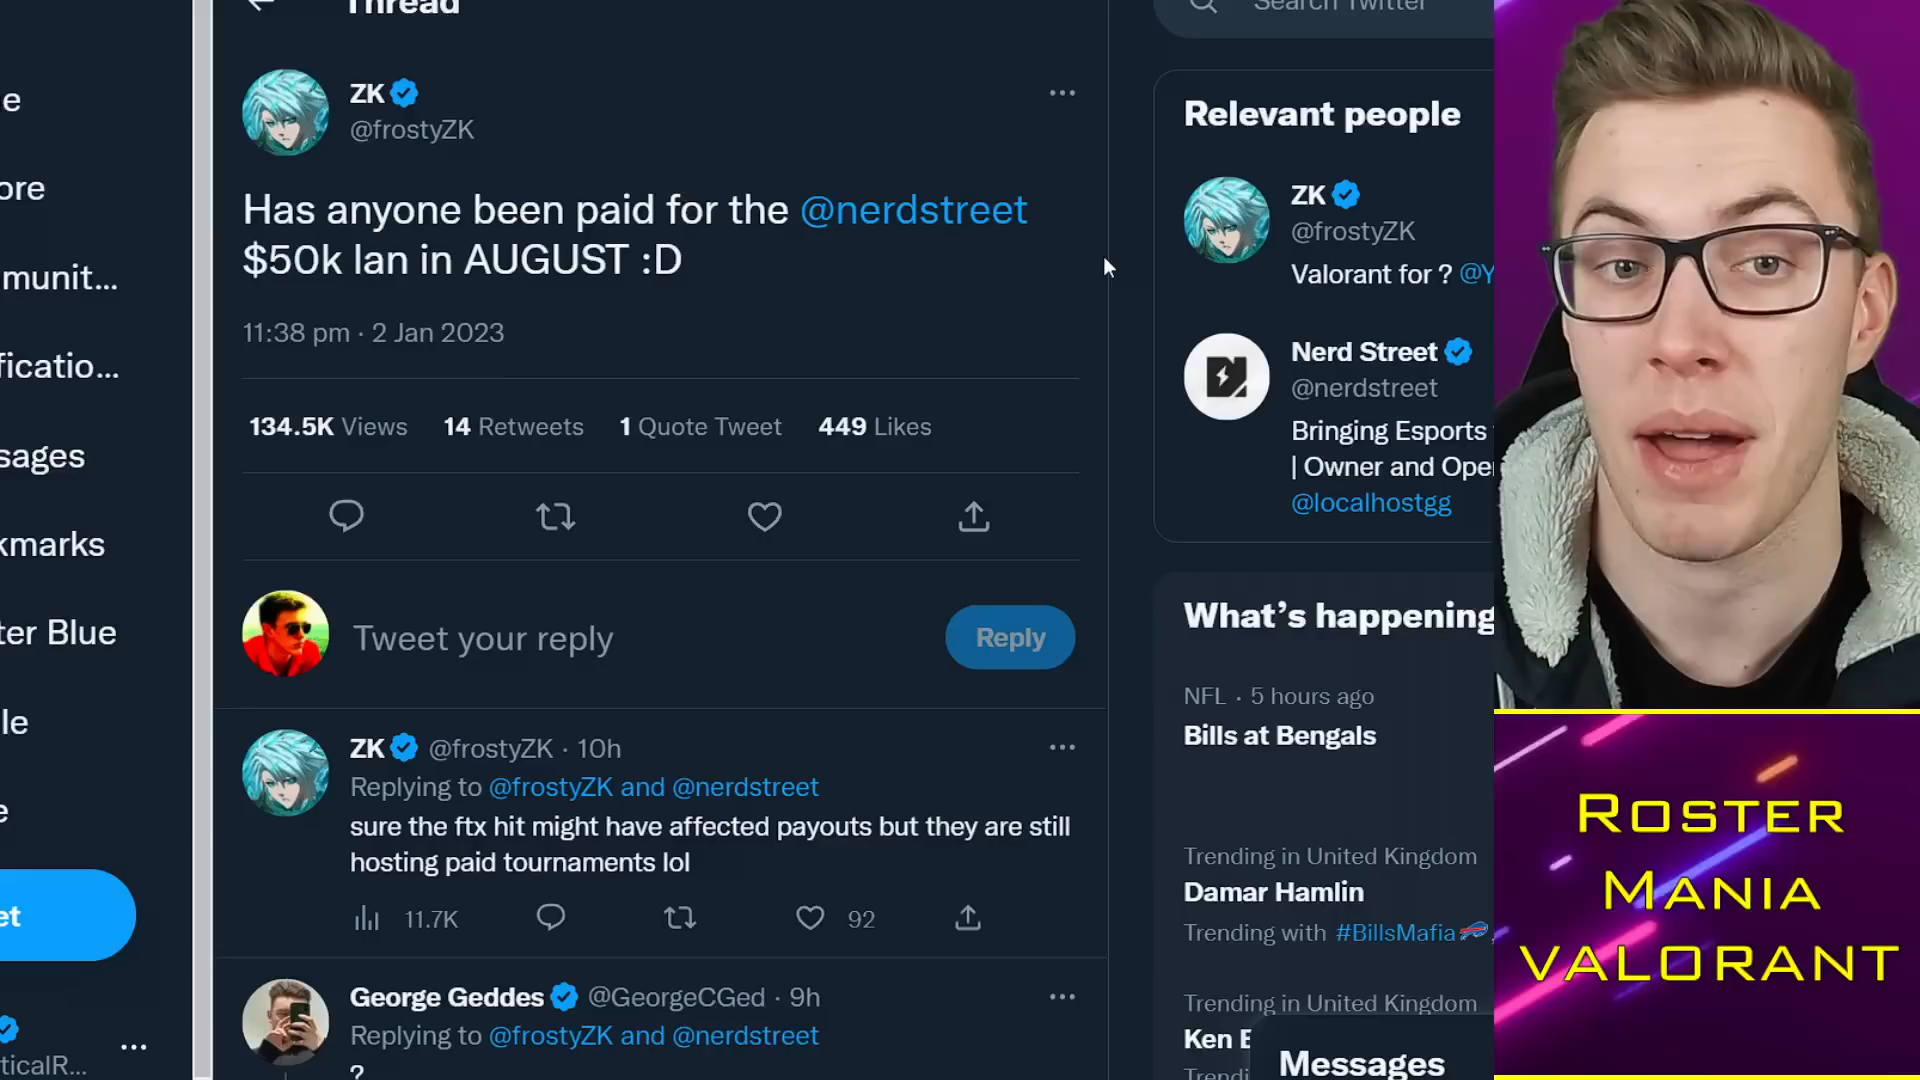 Thread
Search Twitter
e
ore
munit...
ficatio...
sages
kmarks
ter Blue
le
e
et
ticalR...
ZK
@frostyZK
Has anyone been paid for the @nerdstreet
$50k lan in AUGUST :D
11:38 pm · 2 Jan 2023
134.5K Views 14 Retweets 1 Quote Tweet 449 Likes
Tweet your reply
Reply
ZK @frostyZK · 10h
Replying to @frostyZK and @nerdstreet
sure the ftx hit might have affected payouts but they are still
hosting paid tournaments lol
11.7K 92
George Geddes @GeorgeCGed · 9h
Replying to @frostyZK and @nerdstreet
?
Relevant people
ZK
@frostyZK
Valorant for ? @Y
Nerd Street
@nerdstreet
Bringing Esports
| Owner and Ope
@localhostgg
What's happening
NFL · 5 hours ago
Bills at Bengals
Trending in United Kingdom
Damar Hamlin
Trending with #BillsMafia
Trending in United Kingdom
Ken
Trendi
Messages
ROSTER
MANIA
VALORANT